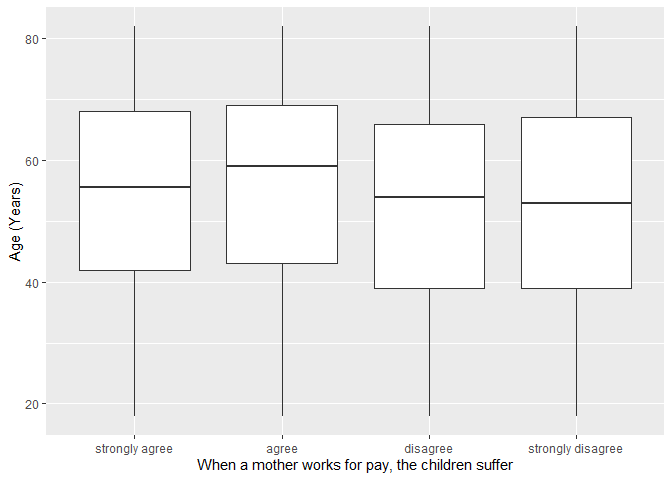 Age (Years)
80
60
40
20
strongly agree
agree
disagree
strongly disagree
When a mother works for pay, the children suffer